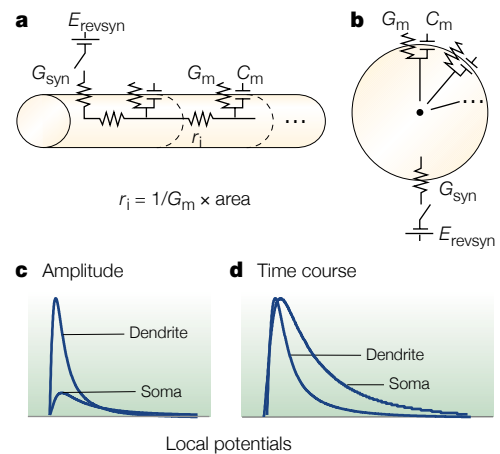 a
E_revsyn
G_syn
G_m C_m
r_i
...
r_i = 1/G_m × area
b
G_m C_m
...
G_syn
E_revsyn
c Amplitude
Dendrite
Soma
d Time course
Dendrite
Soma
Local potentials